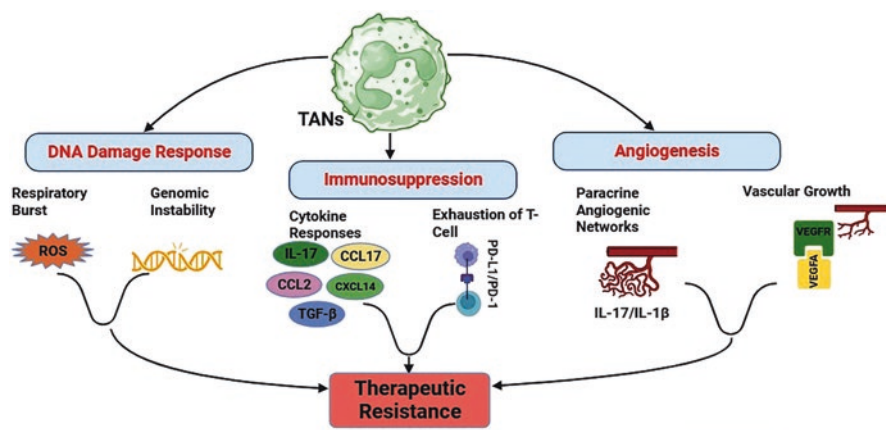 TANs
DNA Damage Response
Respiratory
Burst
Genomic
Instability
ROS
Immunosuppression
Cytokine
Responses
IL-17
CCL17
CCL2
CXCL14
TGF-β
Exhaustion of T-
Cell
PD-L1/PD-1
Angiogenesis
Paracrine
Angiogenic
Networks
IL-17/IL-1β
Vascular Growth
VEGFR
VEGFA
Therapeutic
Resistance